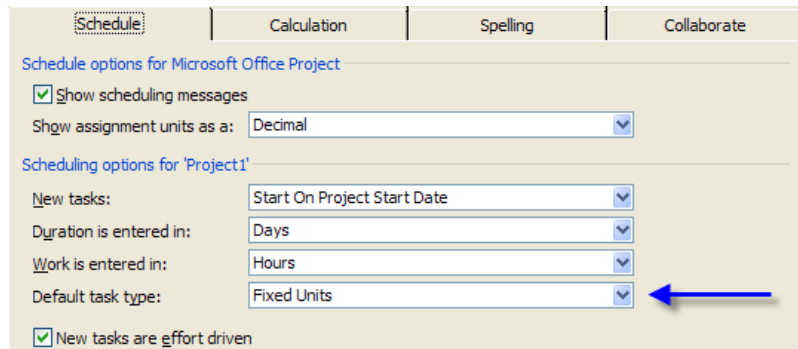 Schedule Calculation Spelling Collaborate
Schedule options for Microsoft Office Project
Show scheduling messages
Show assignment units as a: Decimal
Scheduling options for 'Project1'
New tasks: Start On Project Start Date
Duration is entered in: Days
Work is entered in: Hours
Default task type: Fixed Units
New tasks are effort driven